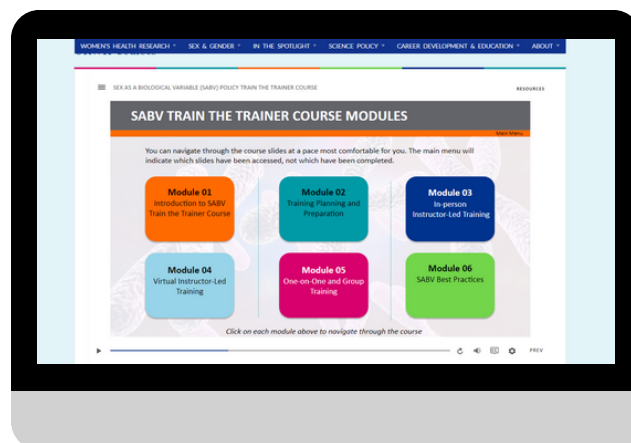 WOMEN'S HEALTH RESEARCH SEX & GENDER IN THE SPOTLIGHT SCIENCE POLICY CAREER DEVELOPMENT & EDUCATION ABOUT
SEX AS A BIOLOGICAL VARIABLE (SABV) POLICY TRAIN THE TRAINER COURSE RESOURCES
SABV TRAIN THE TRAINER COURSE MODULES
Main Menu
You can navigate through the course slides at a pace most comfortable for you. The main menu will
indicate which slides have been accessed, not which have been completed.
Module 01
Introduction to SABV
Train the Trainer Course
Module 02
Training Planning and
Preparation
Module 03
In-person
Instructor-Led Training
Module 04
Virtual Instructor-Led
Training
Module 05
One-on-One and Group
Training
Module 06
SABV Best Practices
Click on each module above to navigate through the course
PREV